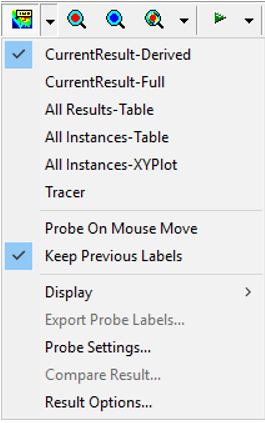 CurrentResult-Derived
CurrentResult-Full
All Results-Table
All Instances-Table
All Instances-XYPlot
Tracer
Probe On Mouse Move
Keep Previous Labels
Display
Export Probe Labels...
Probe Settings...
Compare Result...
Result Options...